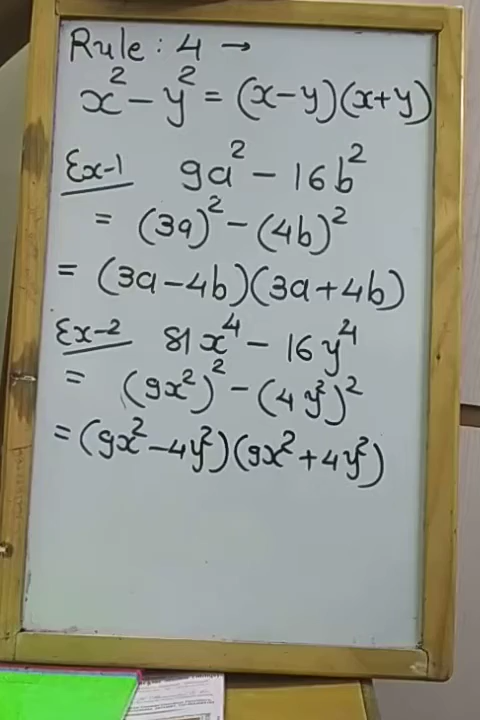 Rule : 4 →
x² - y² = (x-y)(x+y)
Ex-1 9a² - 16b²
= (3a)² - (4b)²
= (3a-4b)(3a+4b)
Ex-2 81x⁴ - 16y⁴
= (9x²)² - (4y²)²
= (9x²-4y²)(9x²+4y²)